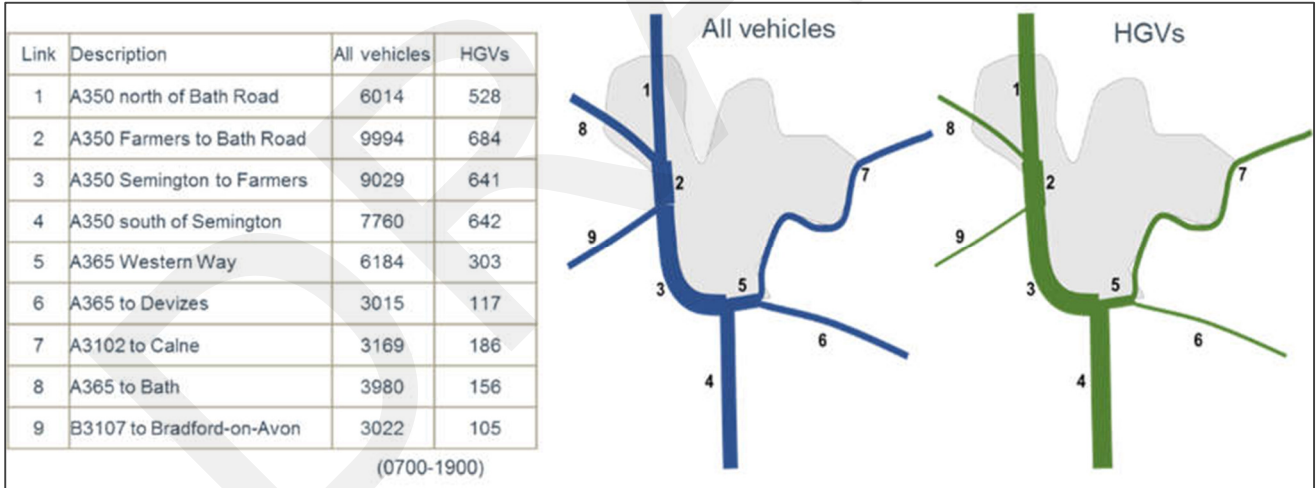 Link Description All vehicles HGVs
1 A350 north of Bath Road 6014 528
2 A350 Farmers to Bath Road 9994 684
3 A350 Semington to Farmers 9029 641
4 A350 south of Semington 7760 642
5 A365 Western Way 6184 303
6 A365 to Devizes 3015 117
7 A3102 to Calne 3169 186
8 A365 to Bath 3980 156
9 B3107 to Bradford-on-Avon 3022 105
(0700-1900)
All vehicles
1
8
2
7
9
3
5
6
4
HGVs
1
8
2
7
9
3
5
6
4
DRA